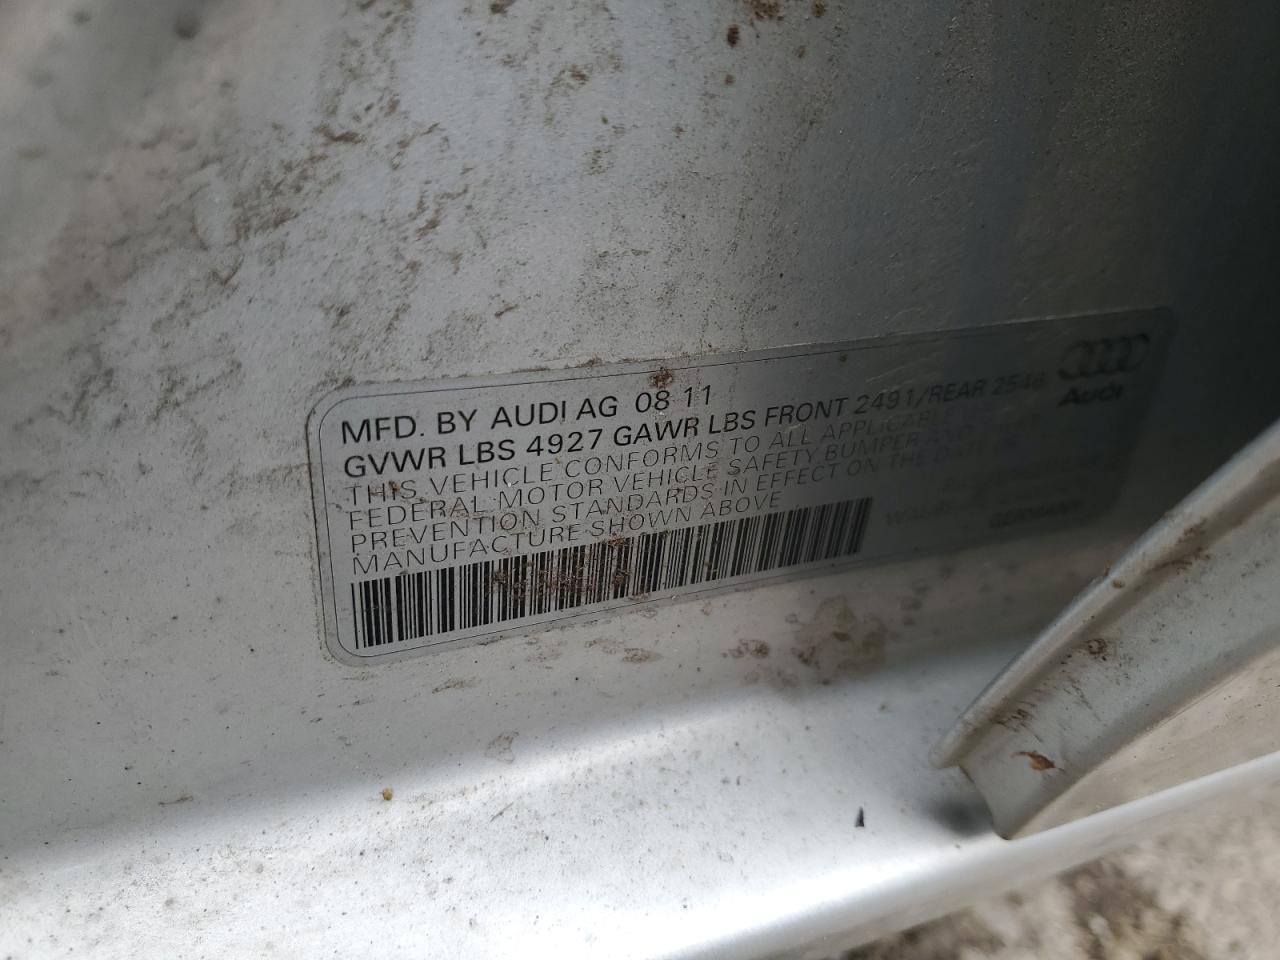 MFD. BY AUDI AG 08 11
GVWR LBS 4927 GAWR LBS FRONT 2491/REAR 2546
THIS VEHICLE CONFORMS TO ALL APPLICABLE
FEDERAL MOTOR VEHICLE SAFETY BUMPER AND
PREVENTION STANDARDS IN EFFECT ON THE DATE
MANUFACTURE SHOWN ABOVE
Audi
GERMANY